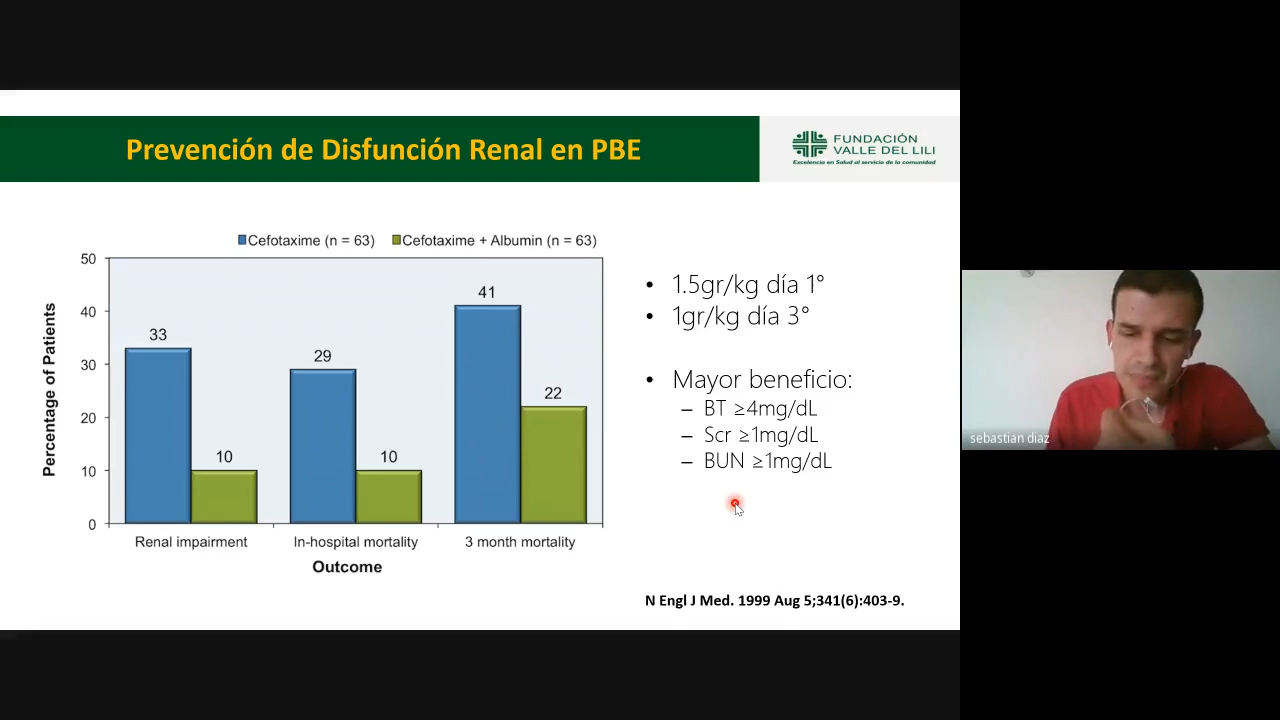 Prevención de Disfunción Renal en PBE
FUNDACIÓN
VALLE DEL LILI
Excelencia en Salud al servicio de la comunidad
Cefotaxime (n = 63)
Cefotaxime + Albumin (n = 63)
Percentage of Patients
50
40
30
20
10
0
33
10
29
10
41
22
Renal impairment
In-hospital mortality
3 month mortality
Outcome
• 1.5gr/kg día 1°
• 1gr/kg día 3°
• Mayor beneficio:
– BT ≥4mg/dL
– Scr ≥1mg/dL
– BUN ≥1mg/dL
N Engl J Med. 1999 Aug 5;341(6):403-9.
sebastian diaz